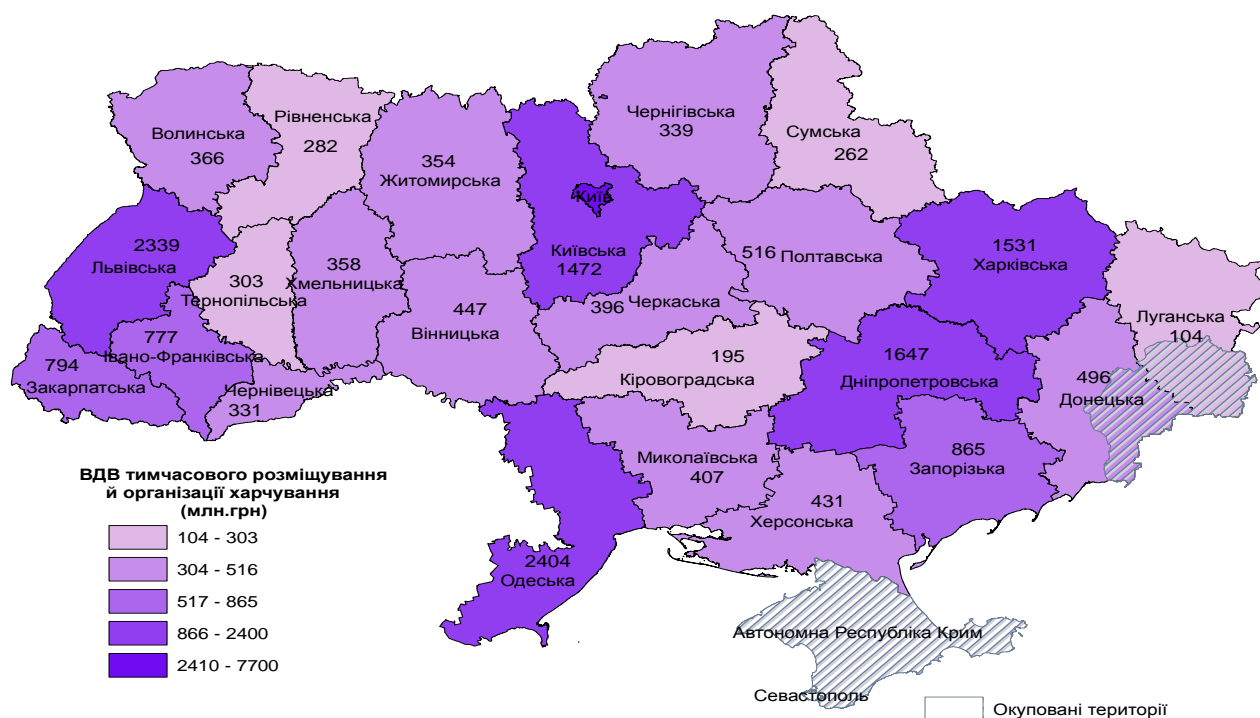 Волинська
366
Рівненська
282
354
Житомирська
Київ
Київська
1472
Чернігівська
339
Сумська
262
2339
Львівська
303
Тернопільська
358
Хмельницька
447
Вінницька
396 Черкаська
516 Полтавська
1531
Харківська
Луганська
104
777
Івано-Франківська
794
Закарпатська
Чернівецька
331
195
Кіровоградська
1647
Дніпропетровська
496
Донецька
Миколаївська
407
865
Запорізька
431
Херсонська
2404
Одеська
Автономна Республіка Крим
Севастополь
ВДВ тимчасового розміщування
й організації харчування
(млн.грн)
104 - 303
304 - 516
517 - 865
866 - 2400
2410 - 7700
Окуповані території